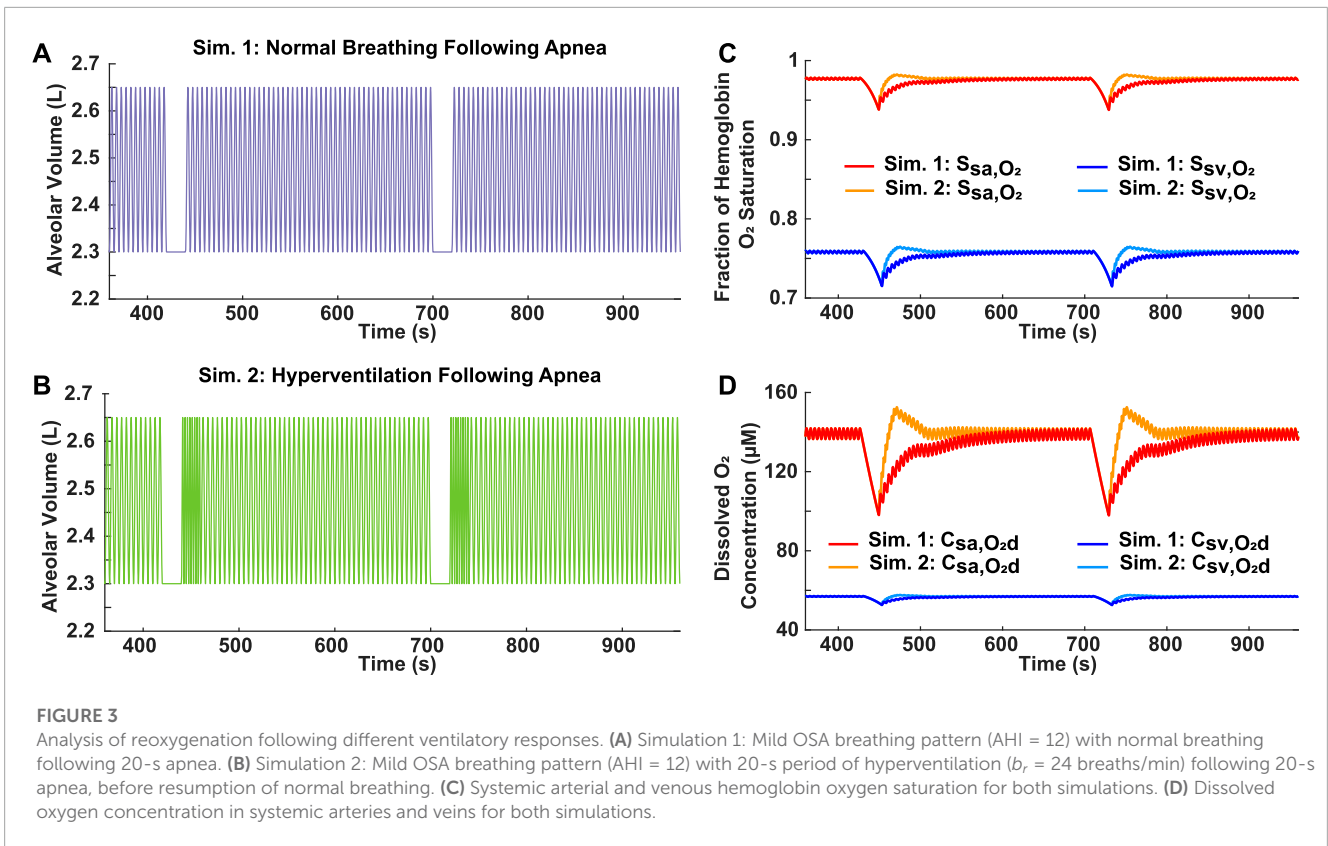 A
Sim. 1: Normal Breathing Following Apnea
2.7
2.6
2.5
2.4
2.3
2.2
Alveolar Volume (L)
400 500 600 700 800 900
Time (s)
B
Sim. 2: Hyperventilation Following Apnea
2.7
2.6
2.5
2.4
2.3
2.2
Alveolar Volume (L)
400 500 600 700 800 900
Time (s)
C
1
0.9
0.8
0.7
Fraction of Hemoglobin
O₂ Saturation
Sim. 1: Ssa,O₂ Sim. 1: Ssv,O₂
Sim. 2: Ssa,O₂ Sim. 2: Ssv,O₂
400 500 600 700 800 900
Time (s)
D
160
120
80
40
Dissolved O₂
Concentration (µM)
Sim. 1: Csa,O₂d Sim. 1: Csv,O₂d
Sim. 2: Csa,O₂d Sim. 2: Csv,O₂d
400 500 600 700 800 900
Time (s)
FIGURE 3
Analysis of reoxygenation following different ventilatory responses. (A) Simulation 1: Mild OSA breathing pattern (AHI = 12) with normal breathing
following 20-s apnea. (B) Simulation 2: Mild OSA breathing pattern (AHI = 12) with 20-s period of hyperventilation (br = 24 breaths/min) following 20-s
apnea, before resumption of normal breathing. (C) Systemic arterial and venous hemoglobin oxygen saturation for both simulations. (D) Dissolved
oxygen concentration in systemic arteries and veins for both simulations.